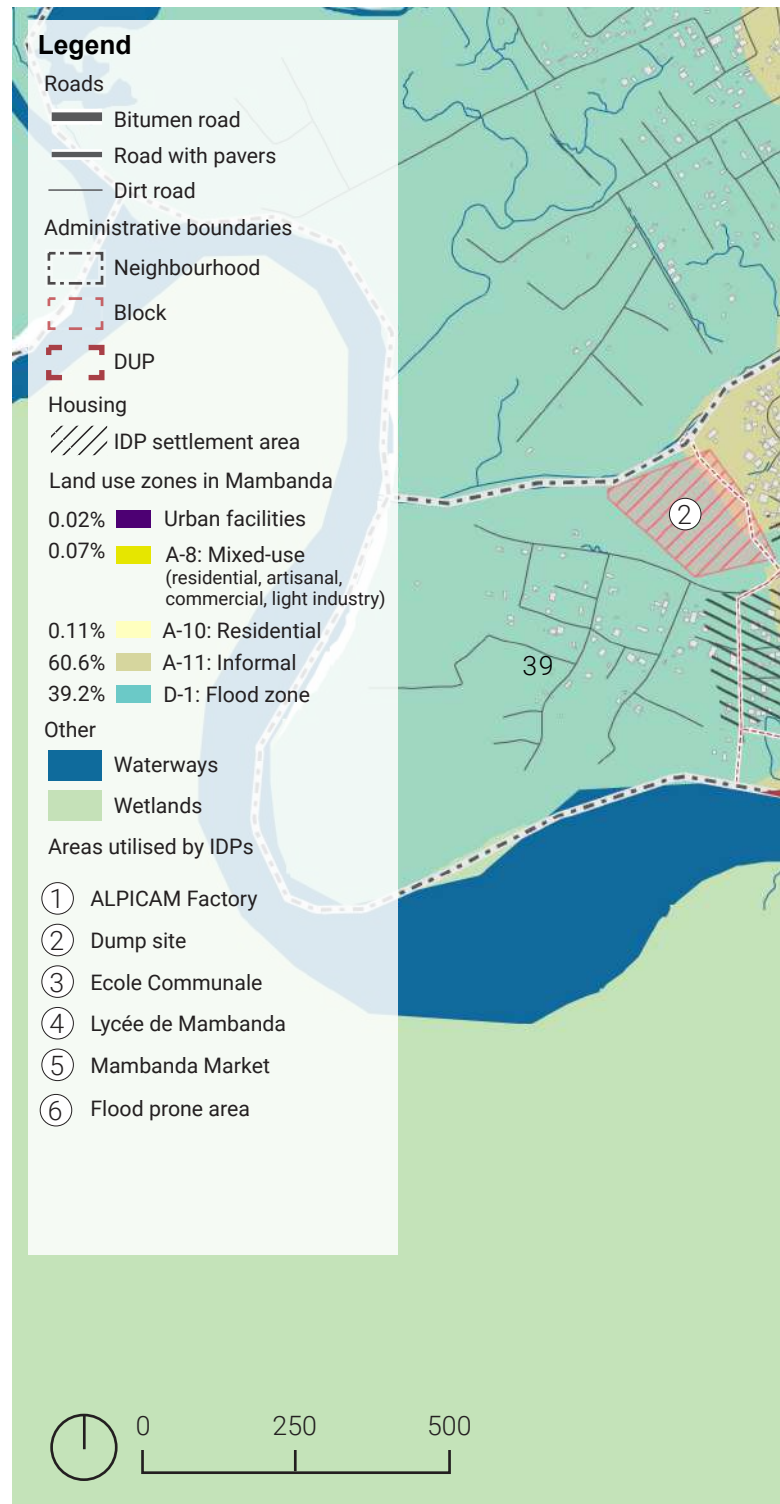 Legend
Roads
Bitumen road
Road with pavers
Dirt road
Administrative boundaries
Neighbourhood
Block
DUP
Housing
IDP settlement area
Land use zones in Mambanda
0.02% Urban facilities
0.07% A-8: Mixed-use
(residential, artisanal,
commercial, light industry)
0.11% A-10: Residential
60.6% A-11: Informal
39.2% D-1: Flood zone
Other
Waterways
Wetlands
Areas utilised by IDPs
1 ALPICAM Factory
2 Dump site
3 Ecole Communale
4 Lycée de Mambanda
5 Mambanda Market
6 Flood prone area
2
39
0 250 500